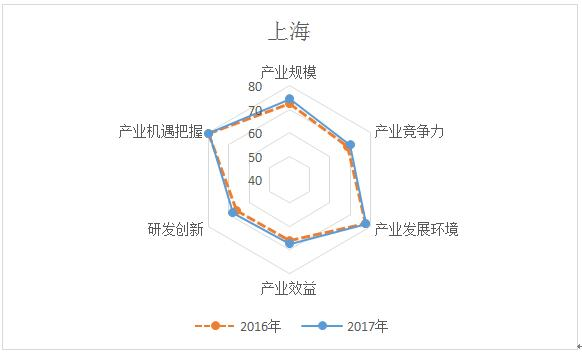 上海
产业规模
80
70
60
50
40
产业机遇把握
产业竞争力
研发创新
产业发展环境
产业效益
2016年
2017年